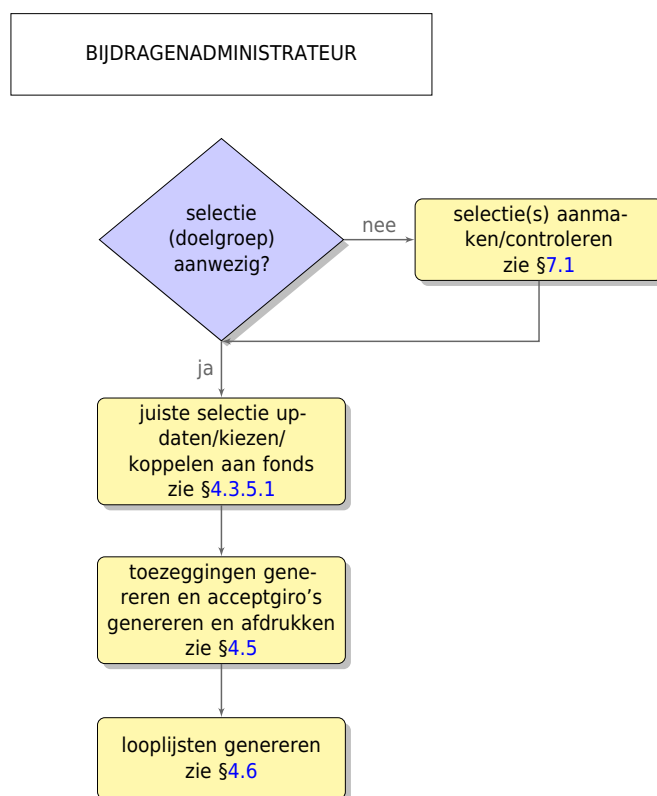 BIJDRAGENADMINISTRATEUR
selectie
(doelgroep)
aanwezig?
nee
selectie(s) aanma-
ken/controleren
zie §7.1
ja
juiste selectie up-
daten/kiezen/
koppelen aan fonds
zie §4.3.5.1
toezeggingen gene-
reren en acceptgiro's
genereren en afdrukken
zie §4.5
looplijsten genereren
zie §4.6